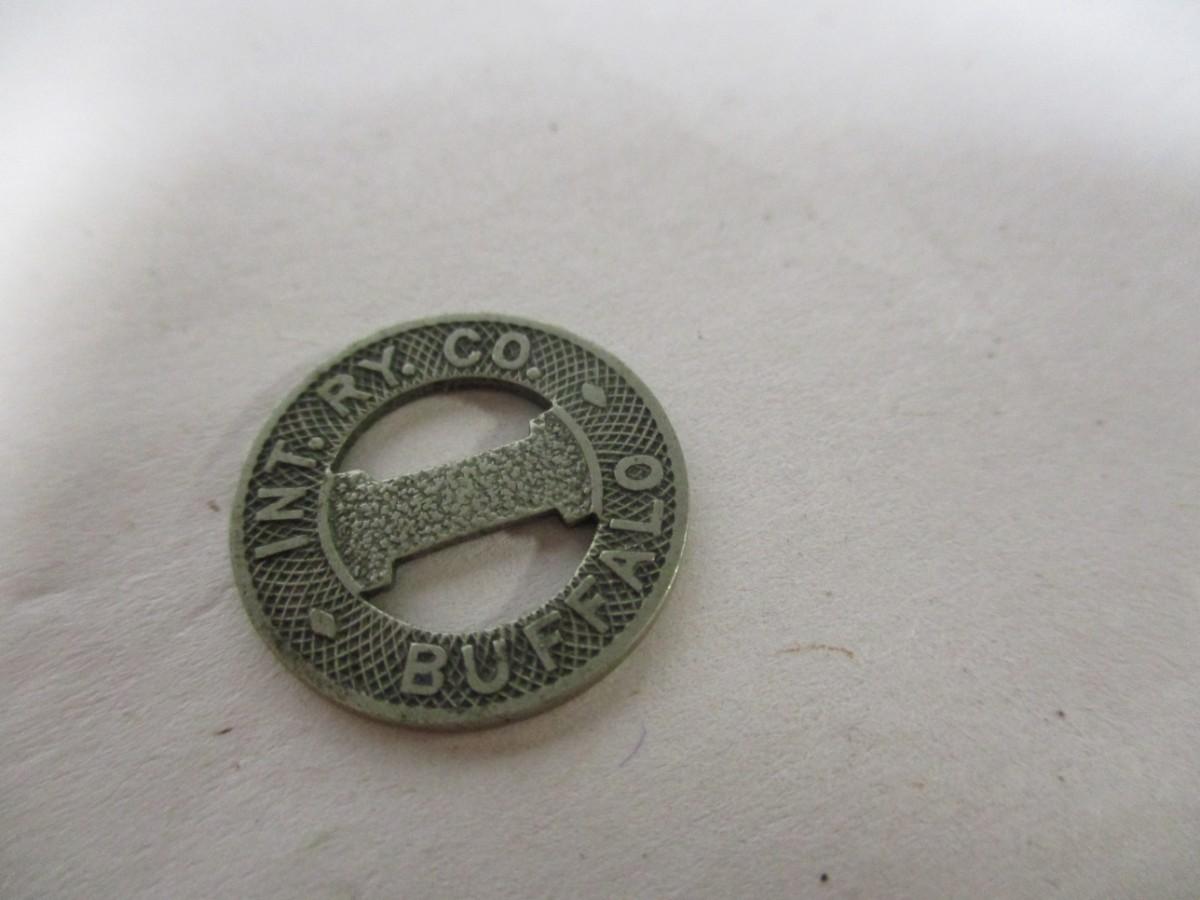 INT. RY. CO.
BUFFALO